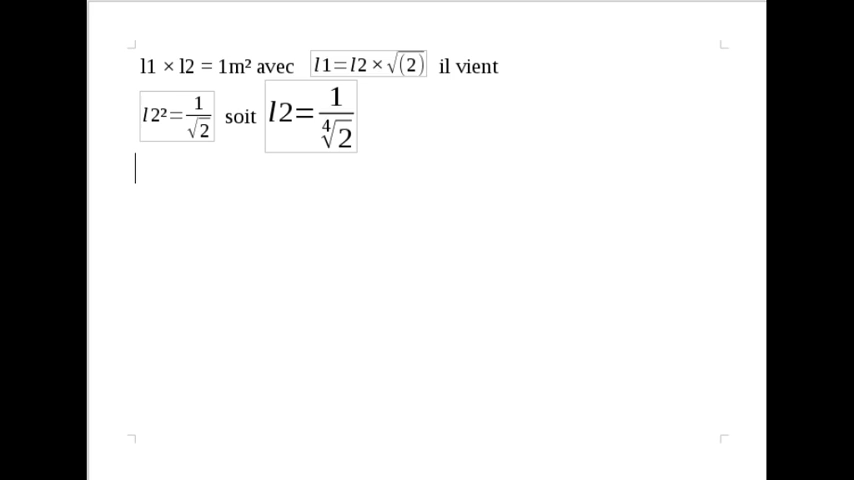 l1 × l2 = 1m² avec l1=l2×√(2) il vient
l2²=1/√2 soit l2=1/∜2